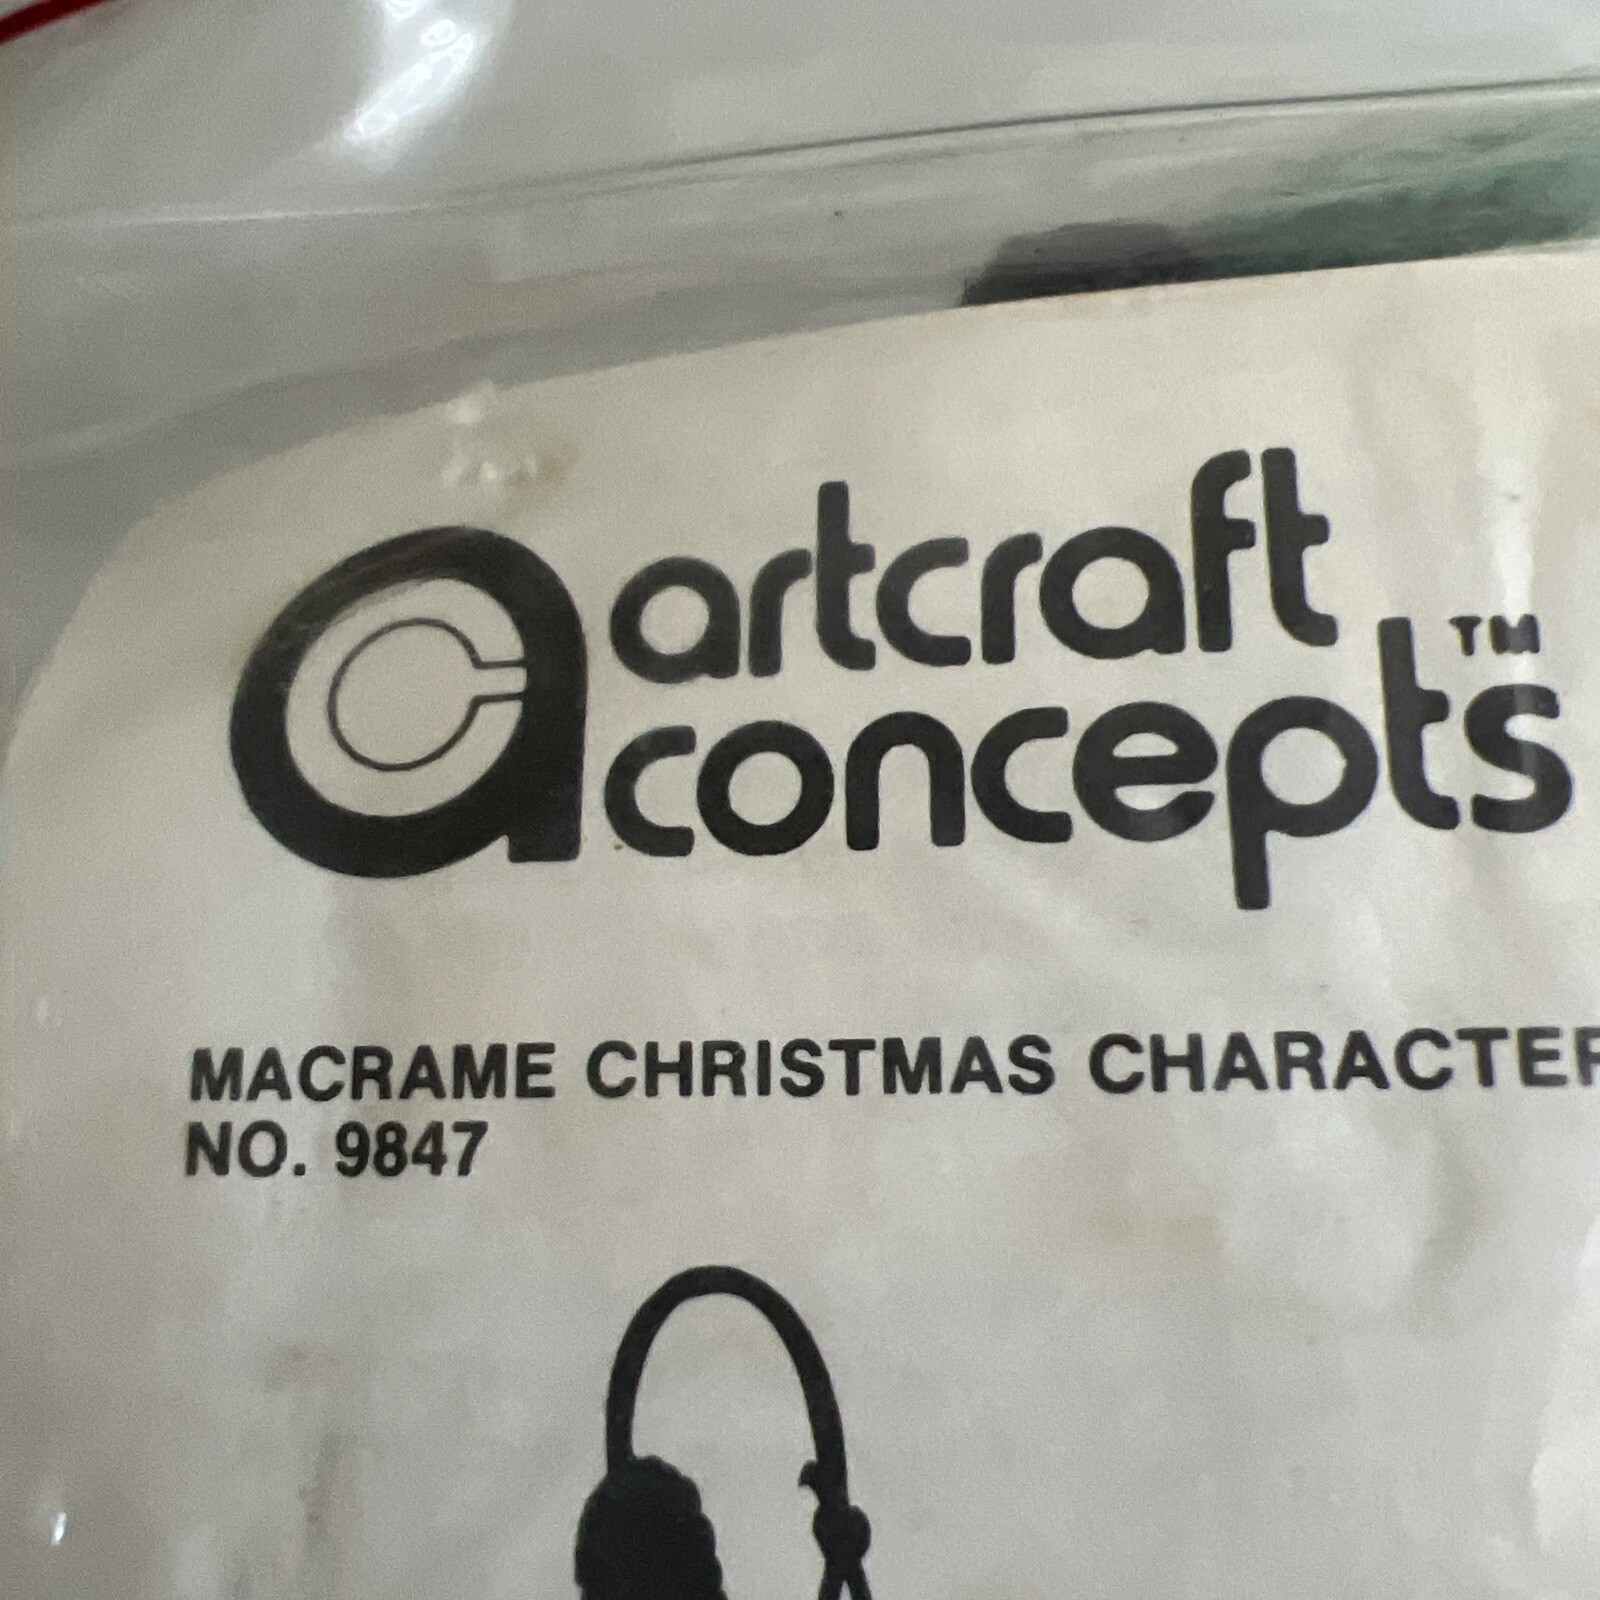 artcraft
concepts™
MACRAME CHRISTMAS CHARACTER
NO. 9847